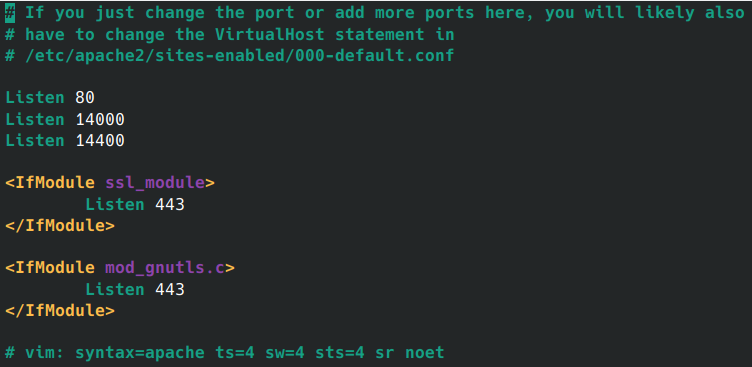 # If you just change the port or add more ports here, you will likely also
# have to change the VirtualHost statement in
# /etc/apache2/sites-enabled/000-default.conf

Listen 80
Listen 14000
Listen 14400

<IfModule ssl_module>
        Listen 443
</IfModule>

<IfModule mod_gnutls.c>
        Listen 443
</IfModule>

# vim: syntax=apache ts=4 sw=4 sts=4 sr noet